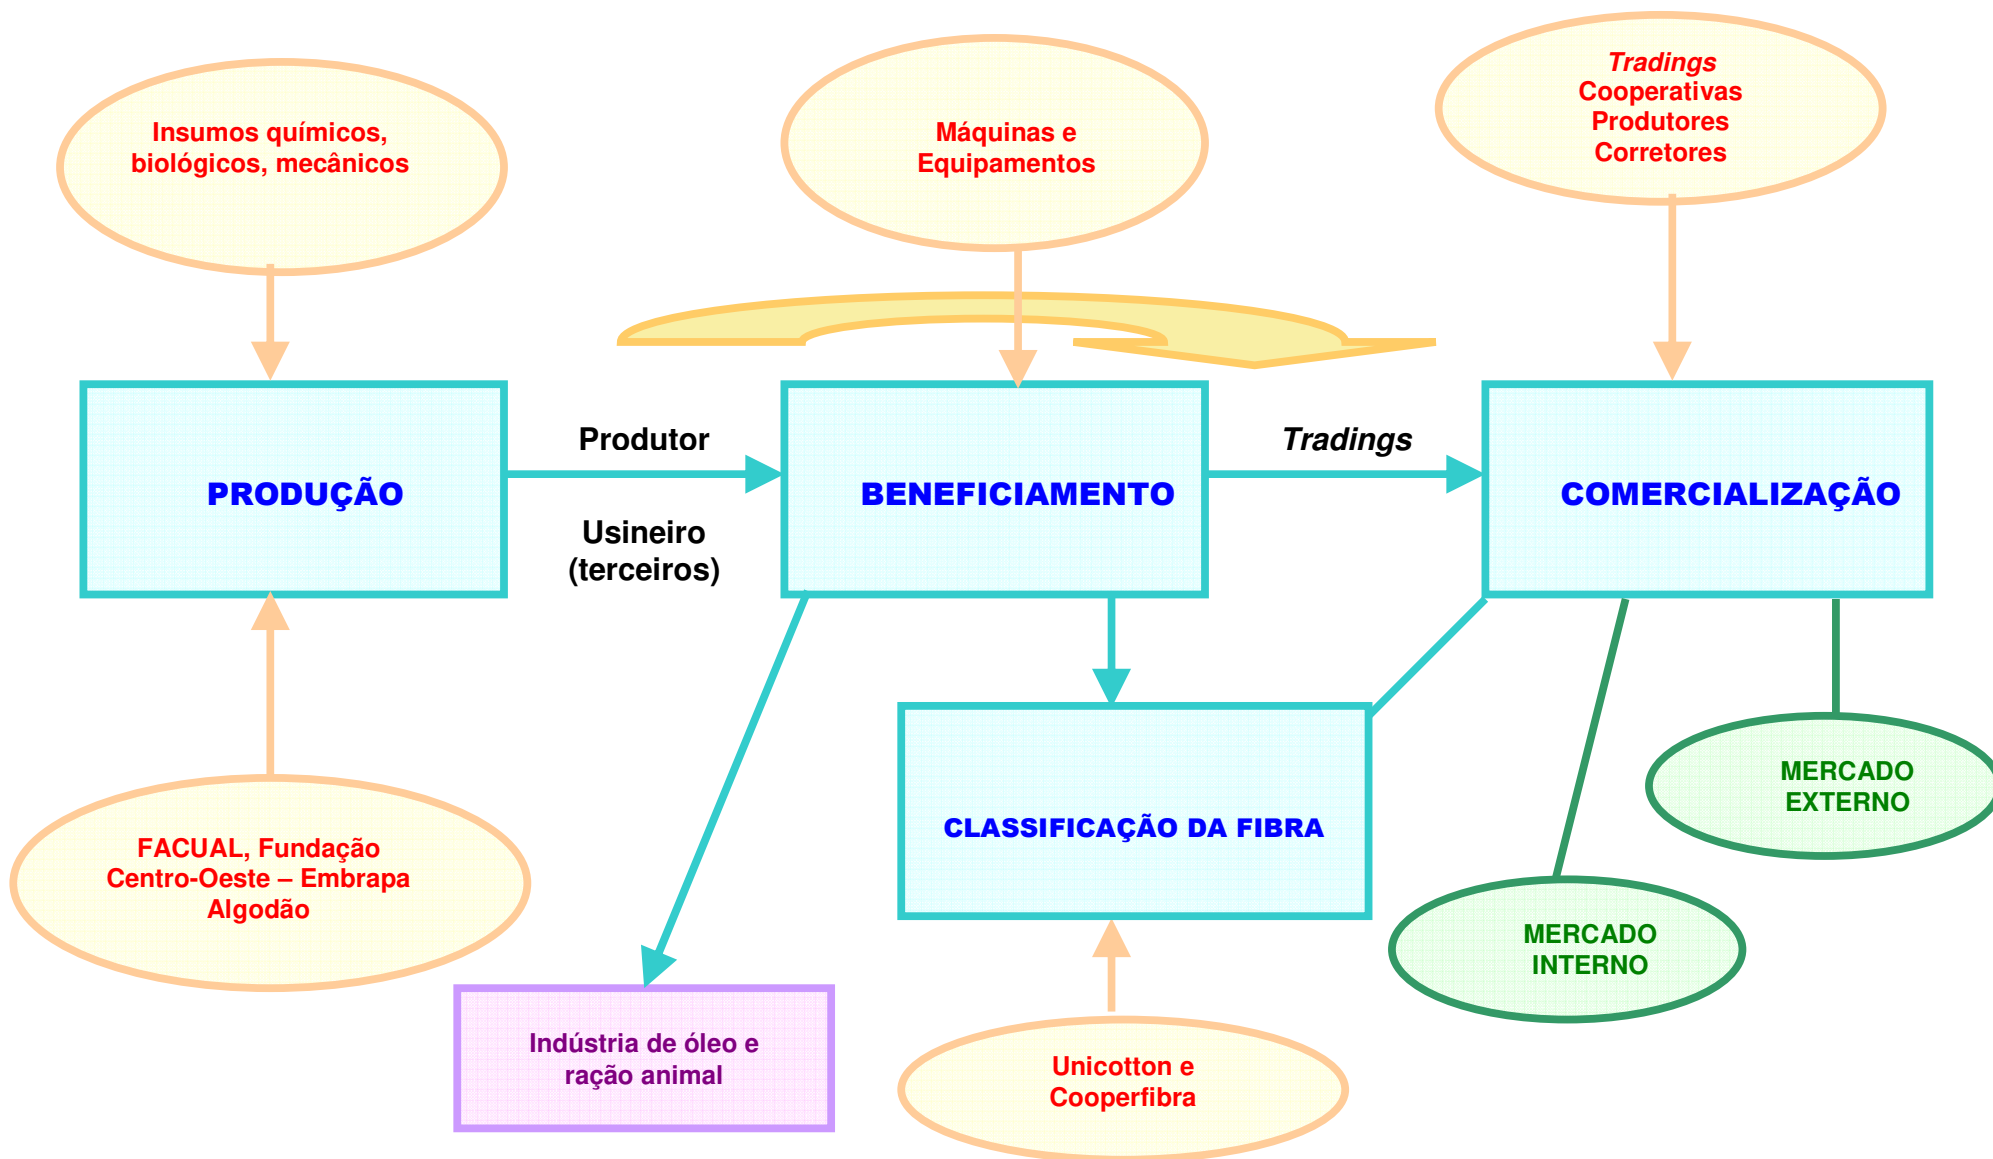 Insumos químicos,
biológicos, mecânicos
Máquinas e
Equipamentos
Tradings
Cooperativas
Produtores
Corretores
PRODUÇÃO
Produtor
Usineiro
(terceiros)
BENEFICIAMENTO
Tradings
COMERCIALIZAÇÃO
CLASSIFICAÇÃO DA FIBRA
MERCADO
EXTERNO
MERCADO
INTERNO
FACUAL, Fundação
Centro-Oeste – Embrapa
Algodão
Indústria de óleo e
ração animal
Unicotton e
Cooperfibra